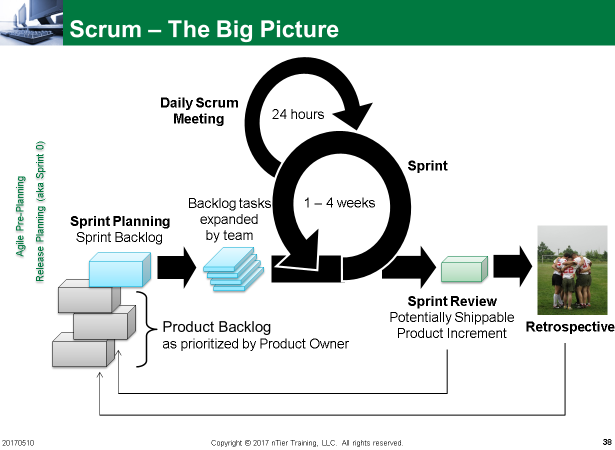 Scrum – The Big Picture
Daily Scrum
Meeting
24 hours
Sprint
1 – 4 weeks
Agile Pre-Planning
Release Planning (aka Sprint 0)
Sprint Planning
Sprint Backlog
Backlog tasks
expanded
by team
Product Backlog
as prioritized by Product Owner
Sprint Review
Potentially Shippable
Product Increment
Retrospective
20170510
Copyright © 2017 nTier Training, LLC. All rights reserved.
38